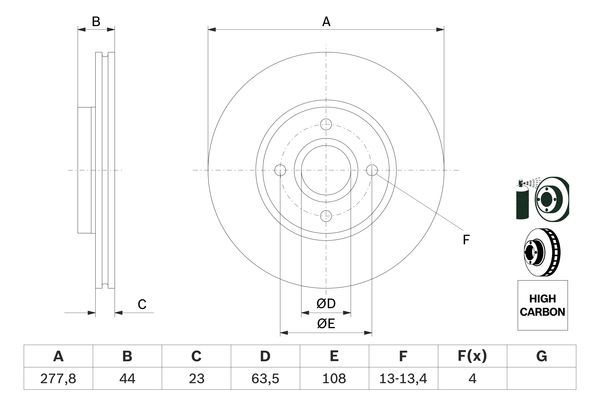 B
A
F
C
ØD
ØE
HIGH
CARBON
A B C D E F F(x) G
277,8 44 23 63,5 108 13-13,4 4